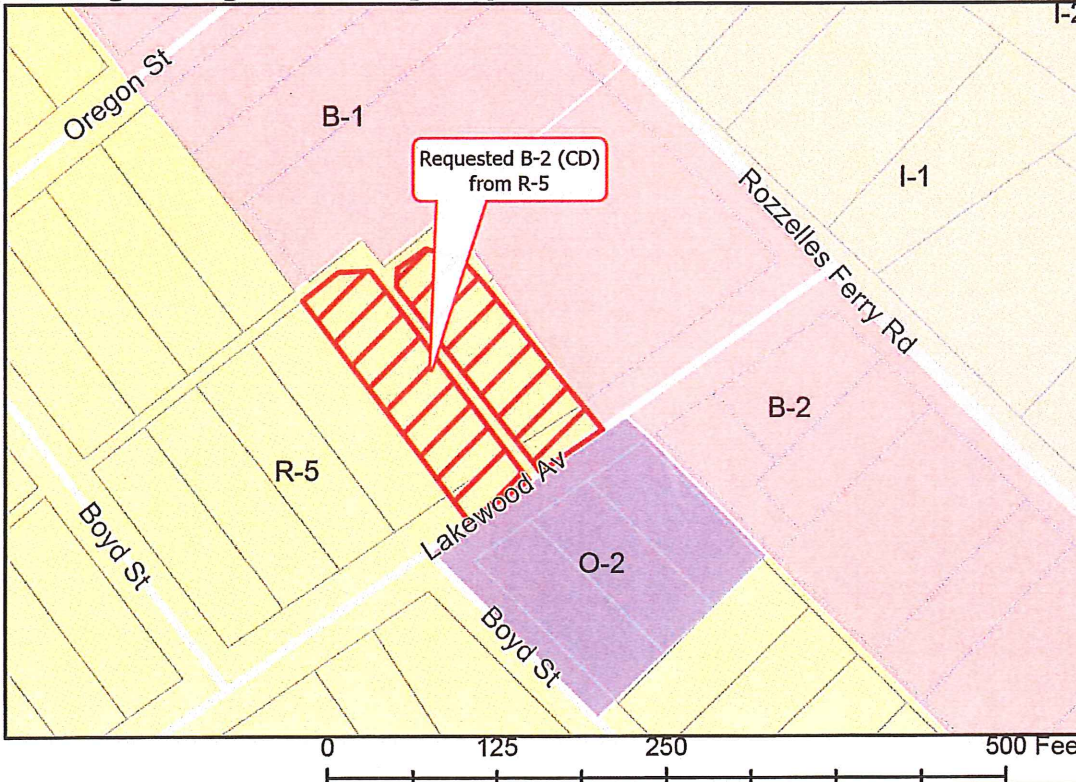 I-2
Oregon St
B-1
Requested B-2 (CD)
from R-5
I-1
Rozzelles Ferry Rd
B-2
R-5
Lakewood Av
O-2
Boyd St
Boyd St
0 125 250 500 Fee